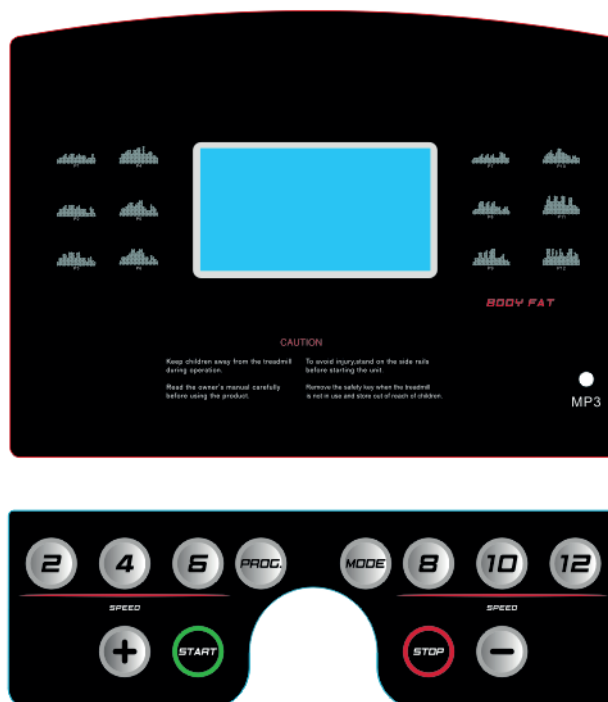 P10
P11
P12
BODY FAT
CAUTION
Keep children away from the treadmill
during operation.
To avoid injury,stand on the side rails
before starting the unit.
Read the owner's manual carefully
before using the product.
Remove the safety key when the treadmill
is not in use and store out of reach of children.
MP3
2 4 6 PROG. MODE 8 10 12
SPEED SPEED
+ START STOP −